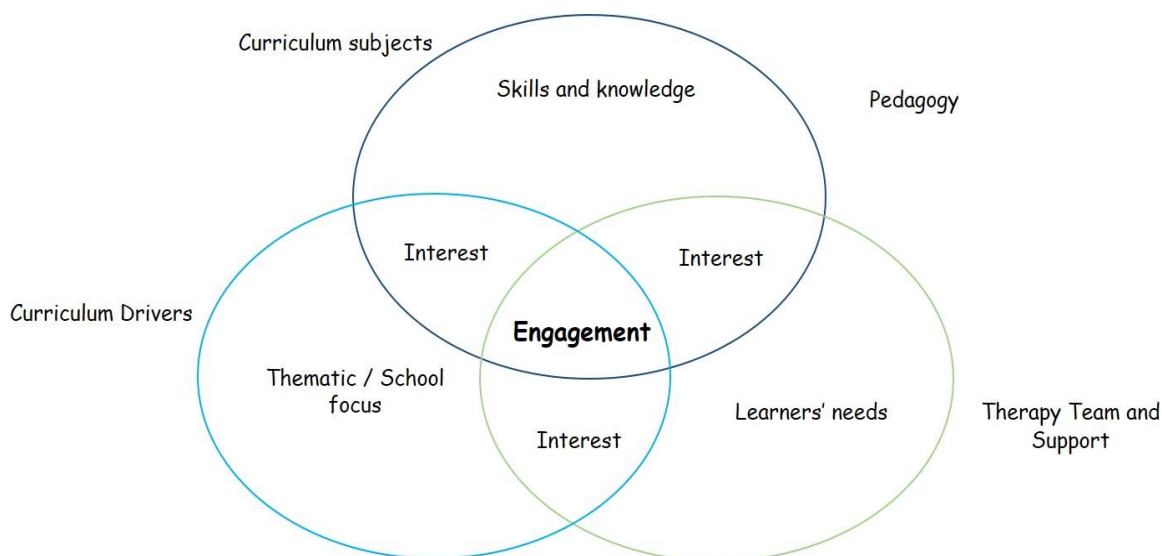 Curriculum subjects
Skills and knowledge
Pedagogy
Interest
Interest
Curriculum Drivers
Engagement
Thematic / School
focus
Learners' needs
Therapy Team and
Support
Interest